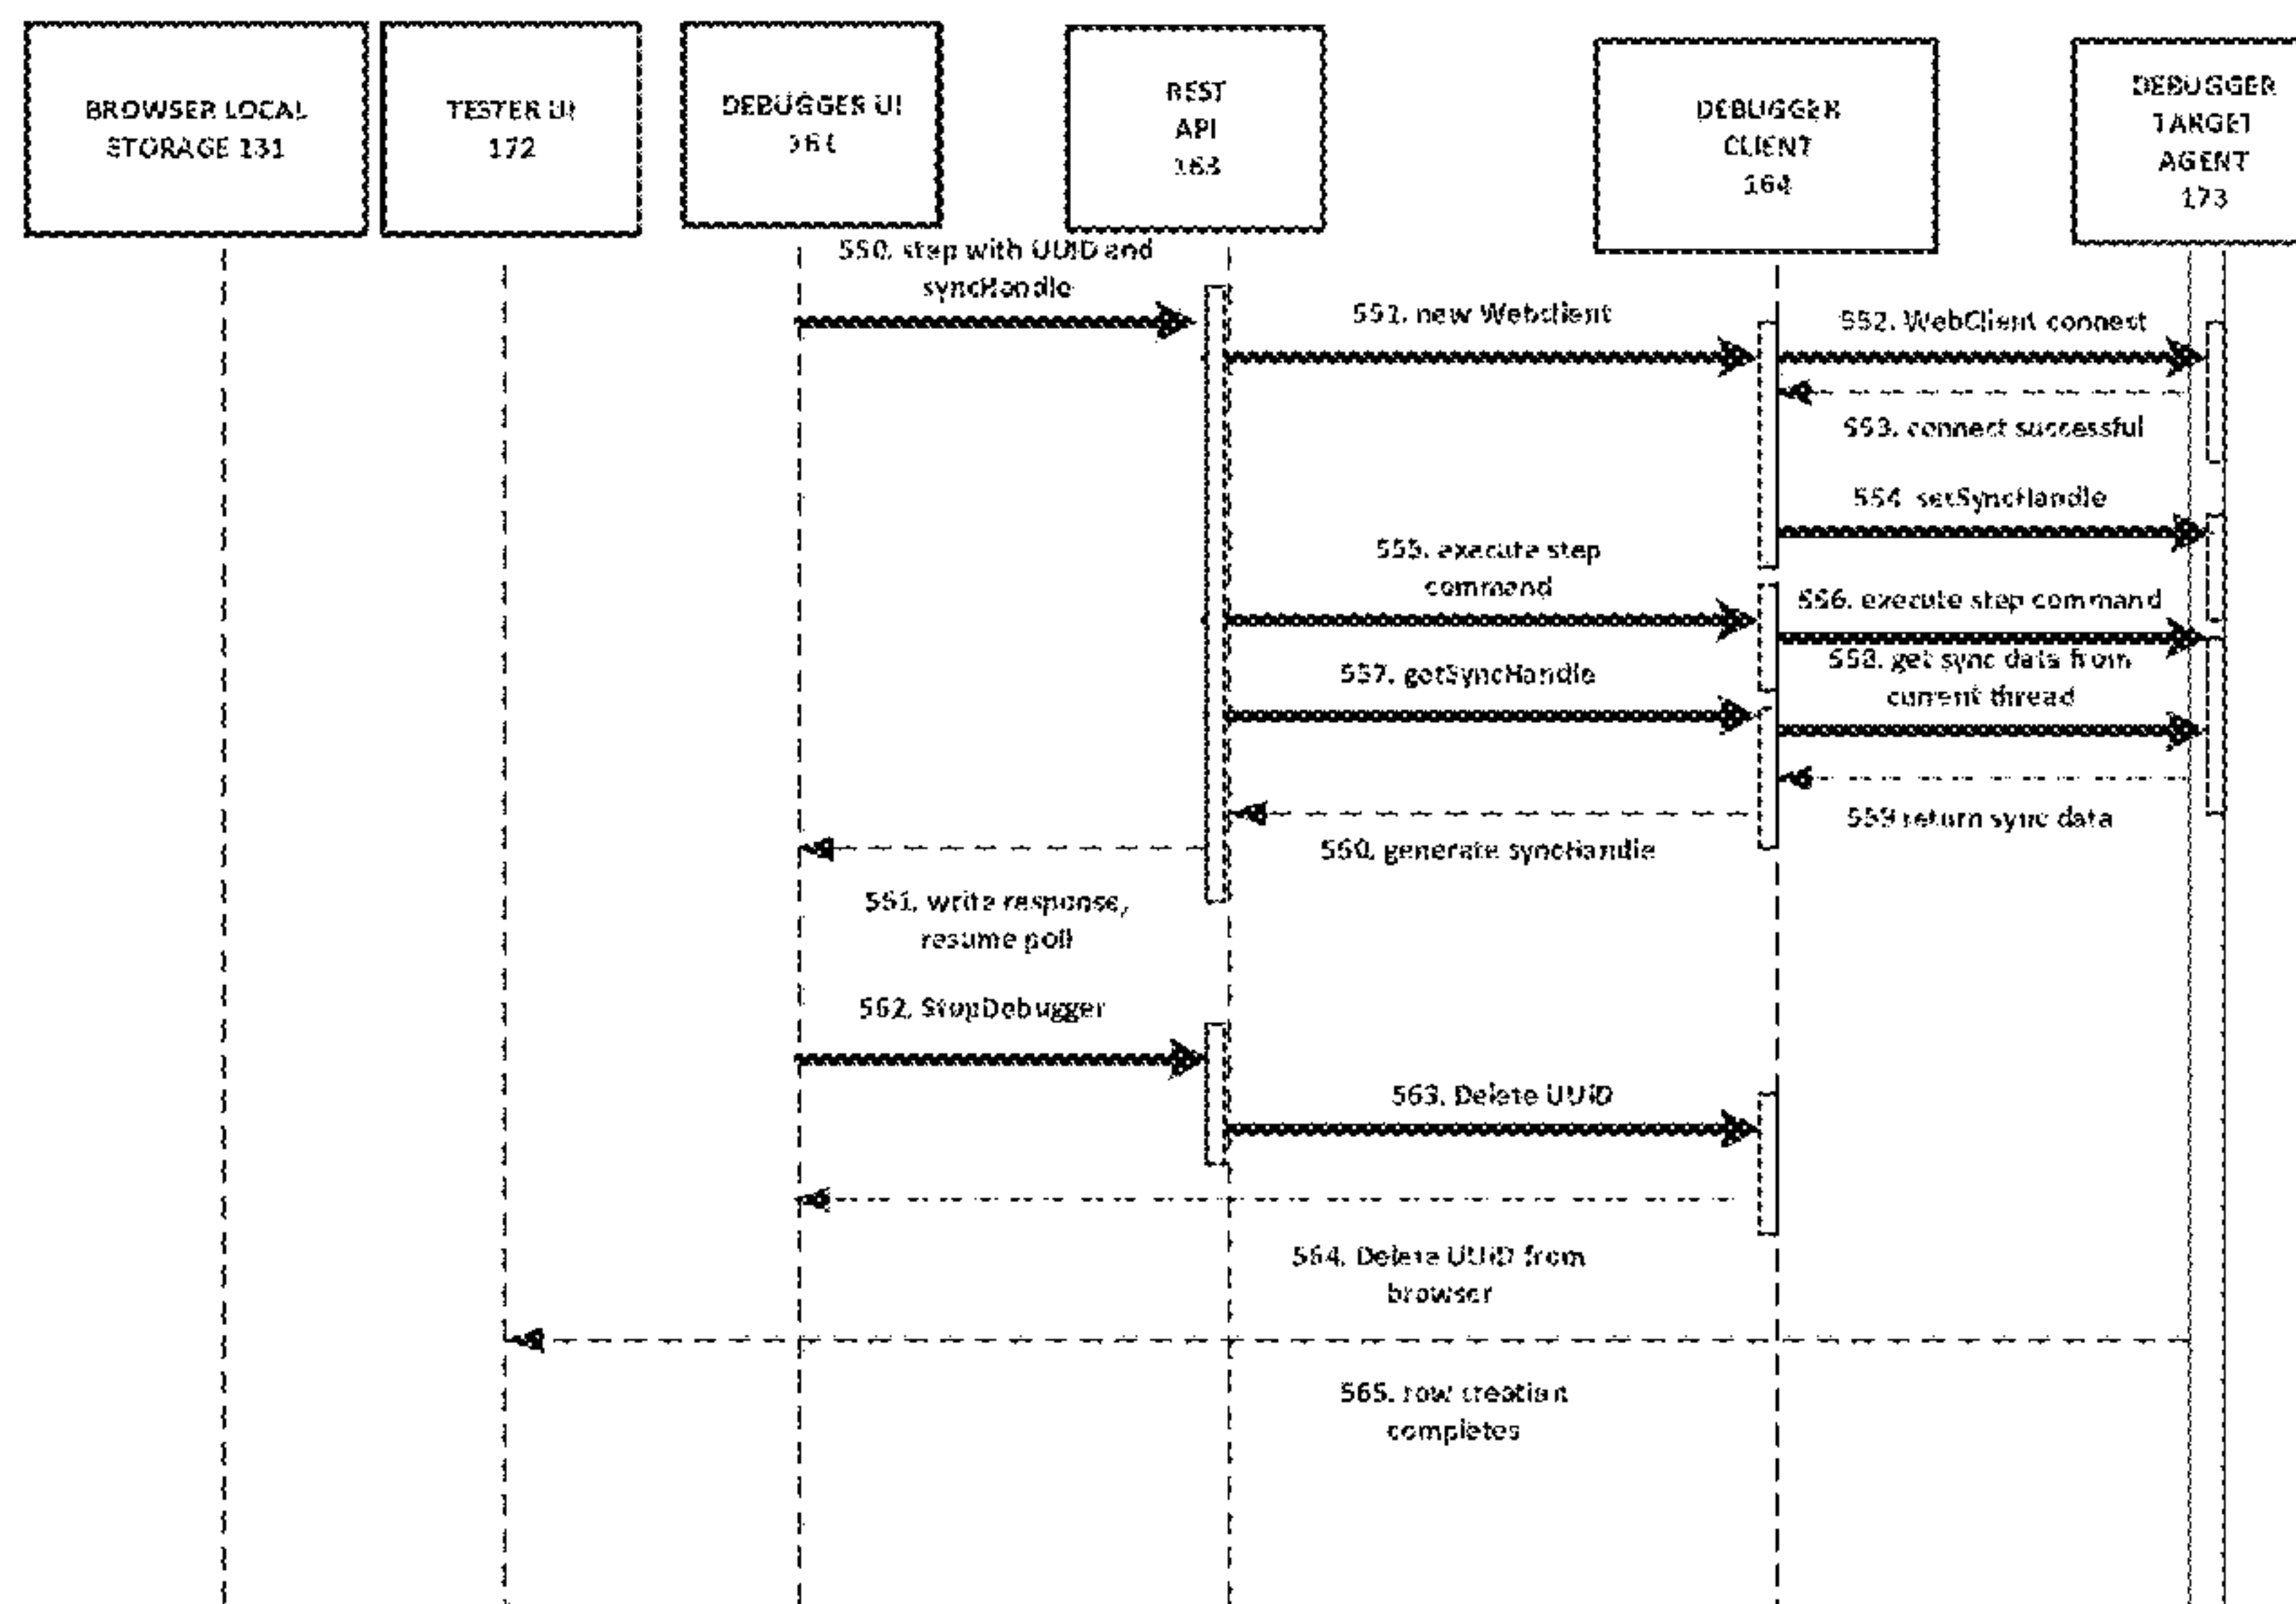 BROWSER LOCAL
STORAGE 131
TESTER UI
172
DEBUGGER UI
161
REST
API
163
DEBUGGER
CLIENT
164
DEBUGGER
TARGET
AGENT
173
550. step with UUID and
syncHandle
551. new Webclient
552. WebClient connect
553. connect successful
554 setSyncHandle
555. execute step
command
556. execute step command
557. getSyncHandle
558. get sync data from
current thread
559 return sync data
560. generate syncHandle
561. write response,
resume poll
562. StopDebugger
563. Delete UUID
564. Delete UUID from
browser
565. row creation
completes